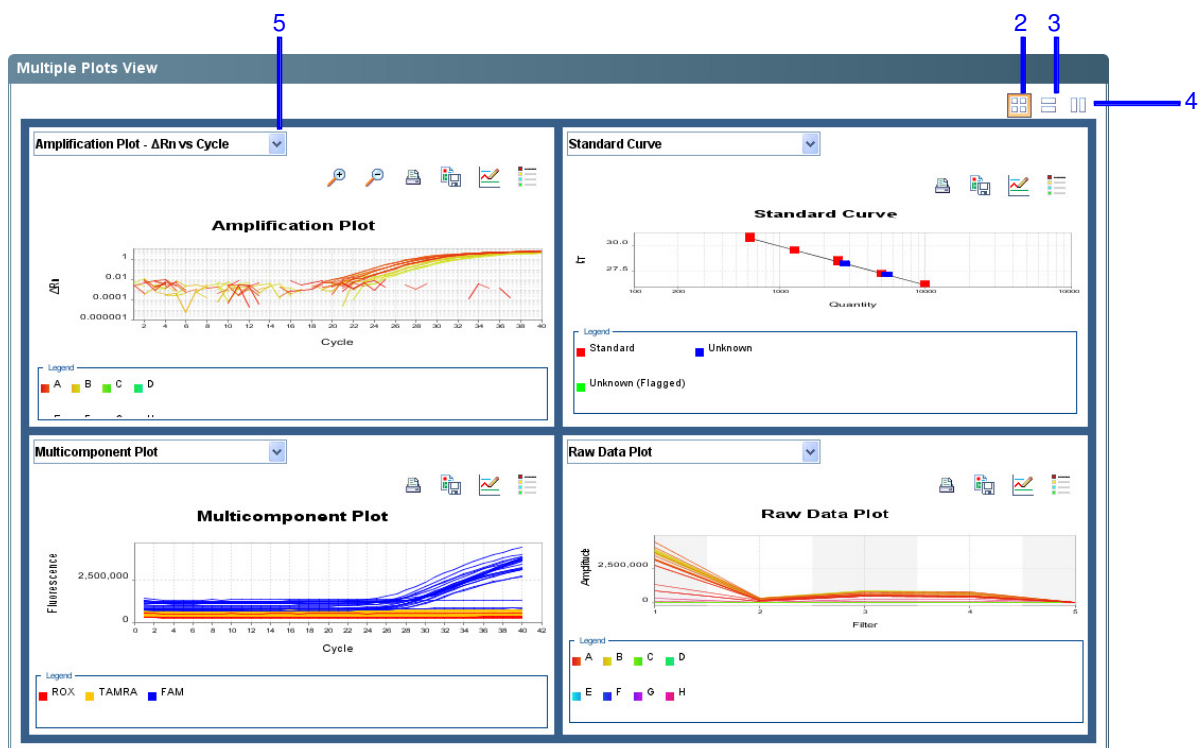 5
2 3
Multiple Plots View
4
Amplification Plot - ΔRn vs Cycle
Amplification Plot
ΔRn
1
0.01
0.0001
0.000001
2 4 6 8 10 12 14 16 18 20 22 24 26 28 30 32 34 36 38 40
Cycle
Legend
A B C D
Standard Curve
Standard Curve
CT
30.0
27.5
100 200 1000 10000
Quantity
Legend
Standard Unknown
Unknown (Flagged)
Multicomponent Plot
Multicomponent Plot
Fluorescence
2,500,000
0
0 2 4 6 8 10 12 14 16 18 20 22 24 26 28 30 32 34 36 38 40 42
Cycle
Legend
ROX TAMRA FAM
Raw Data Plot
Raw Data Plot
Amplitude
2,500,000
0
1 2 3 4 5
Filter
Legend
A B C D
E F G H